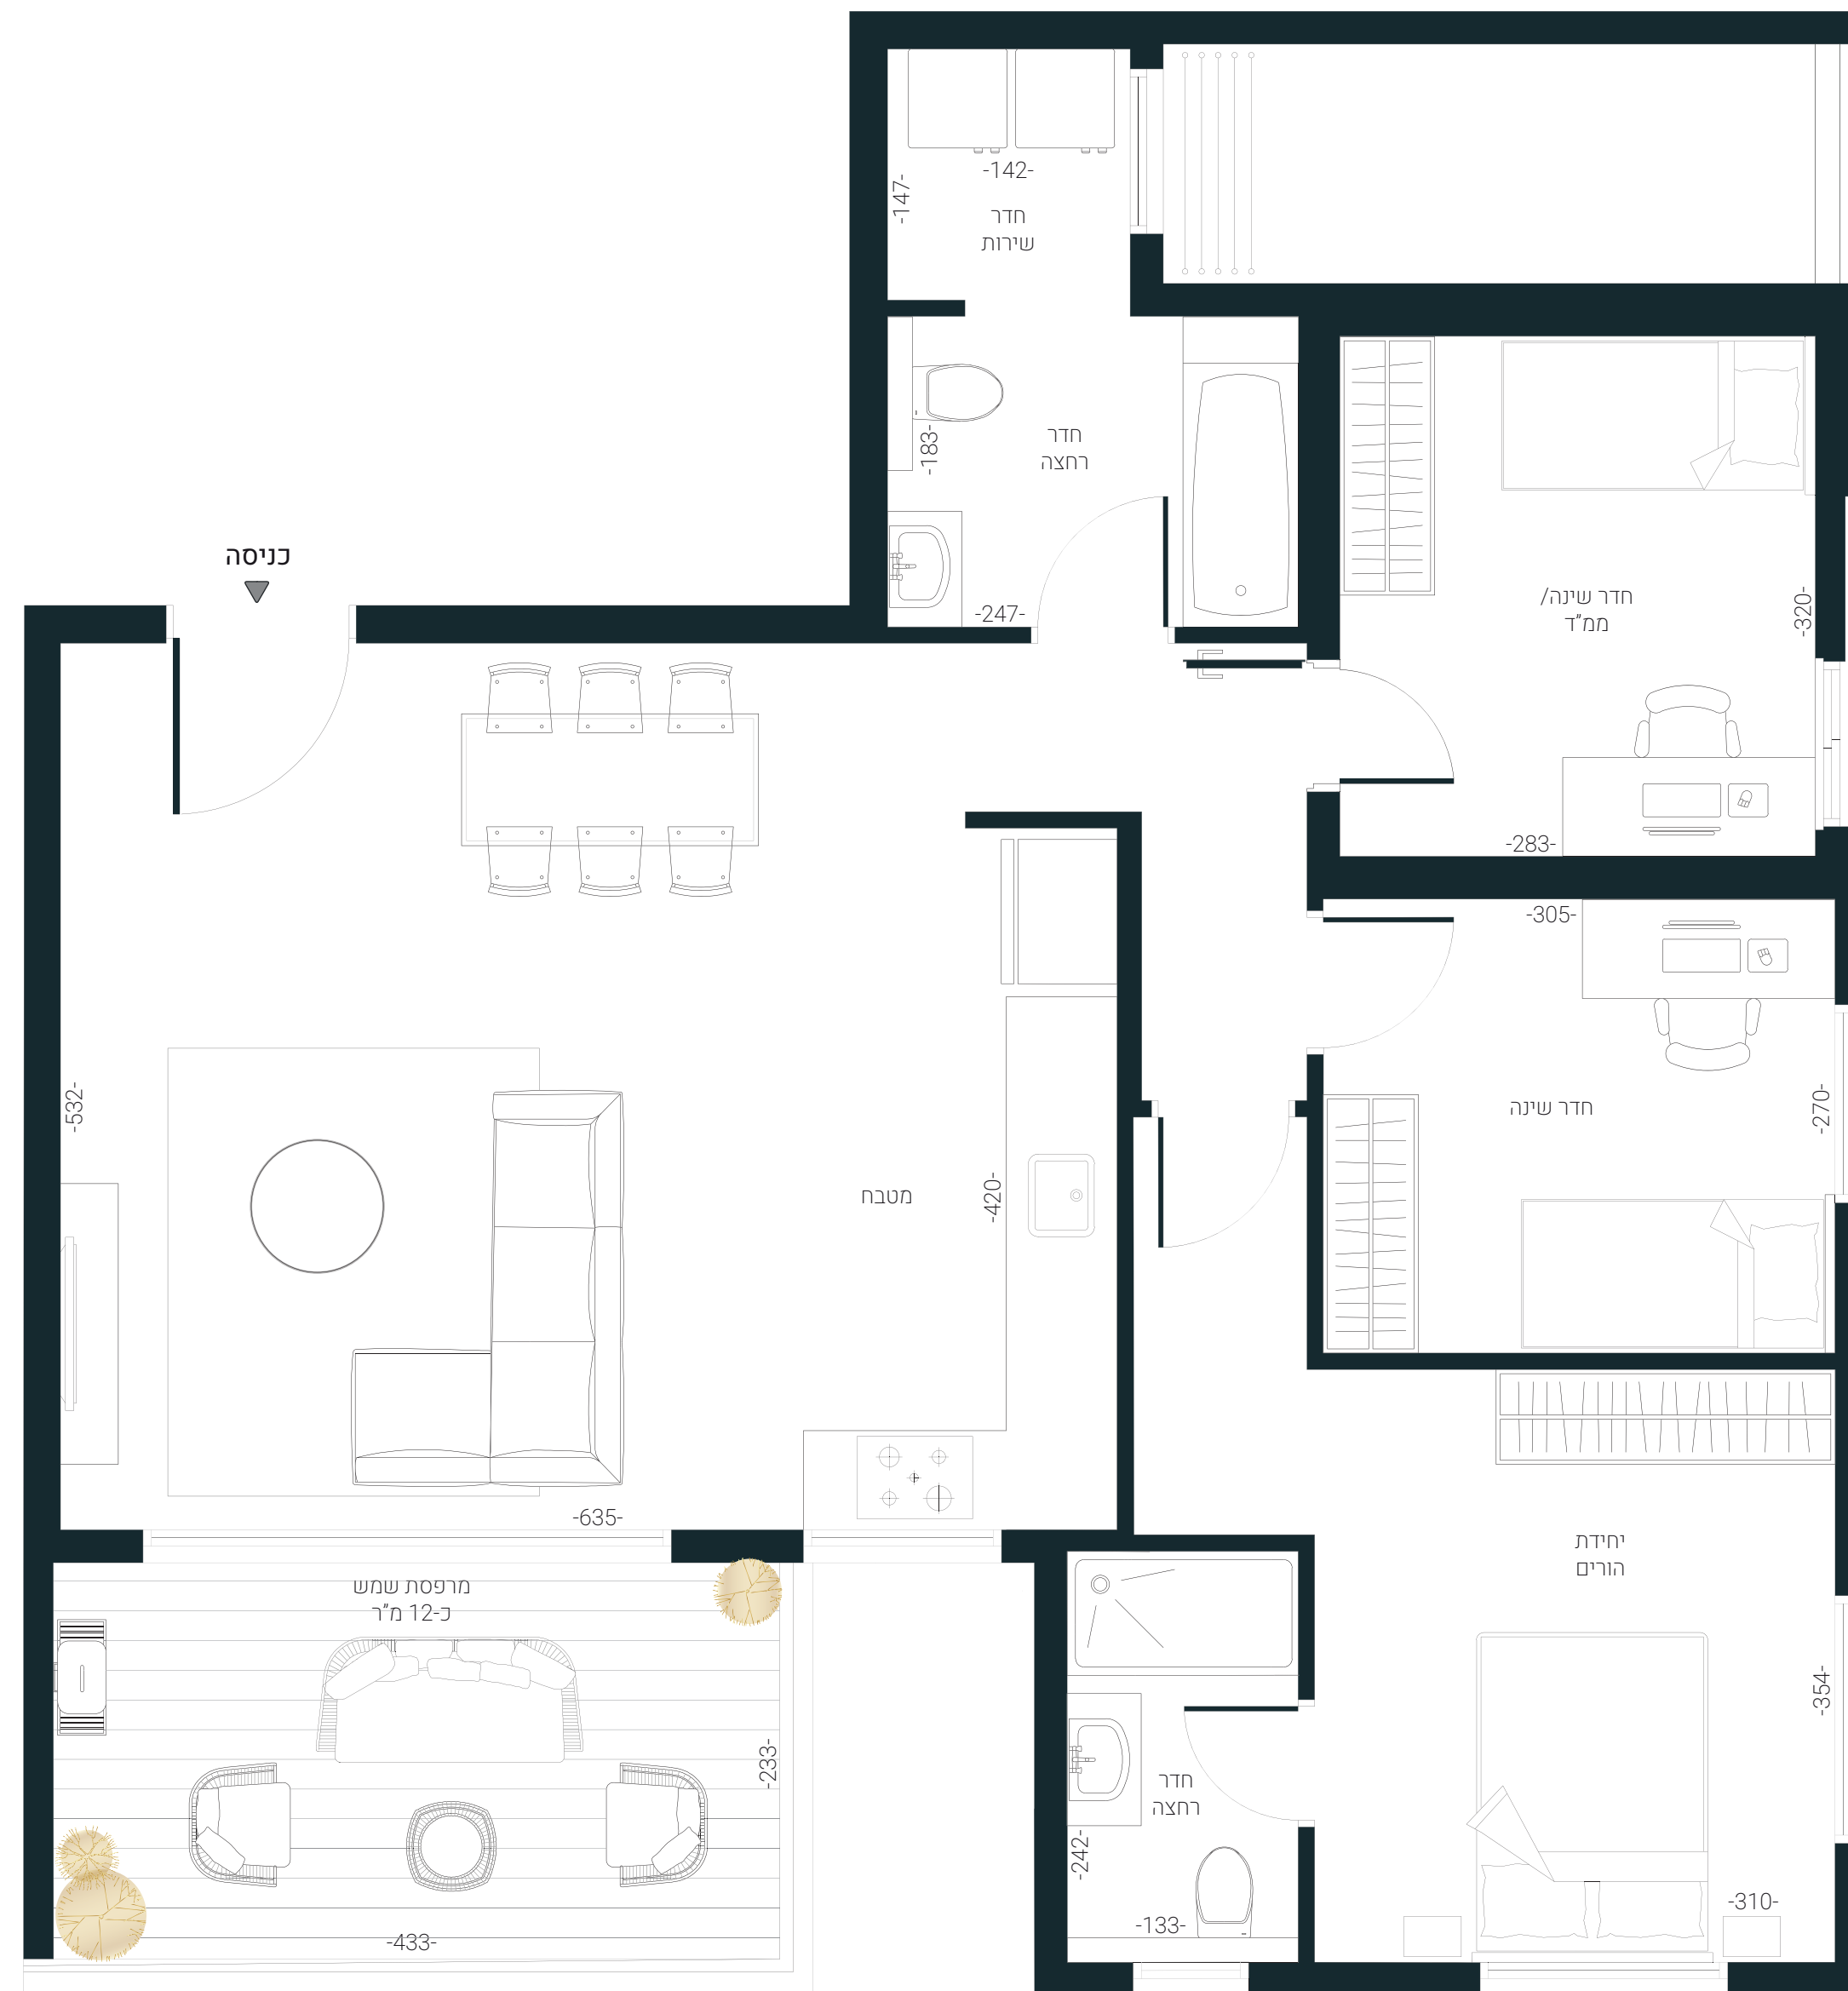 -142-
-147-
חדר
שירות
חדר
רחצה
-183-
-247-
כניסה
חדר שינה/
ממ"ד
-320-
-283-
-305-
חדר שינה
-270-
-532-
מטבח
-420-
-635-
יחידת
הורים
-354-
-310-
מרפסת שמש
כ-12 מ"ר
-233-
-433-
חדר
רחצה
-242-
-133-